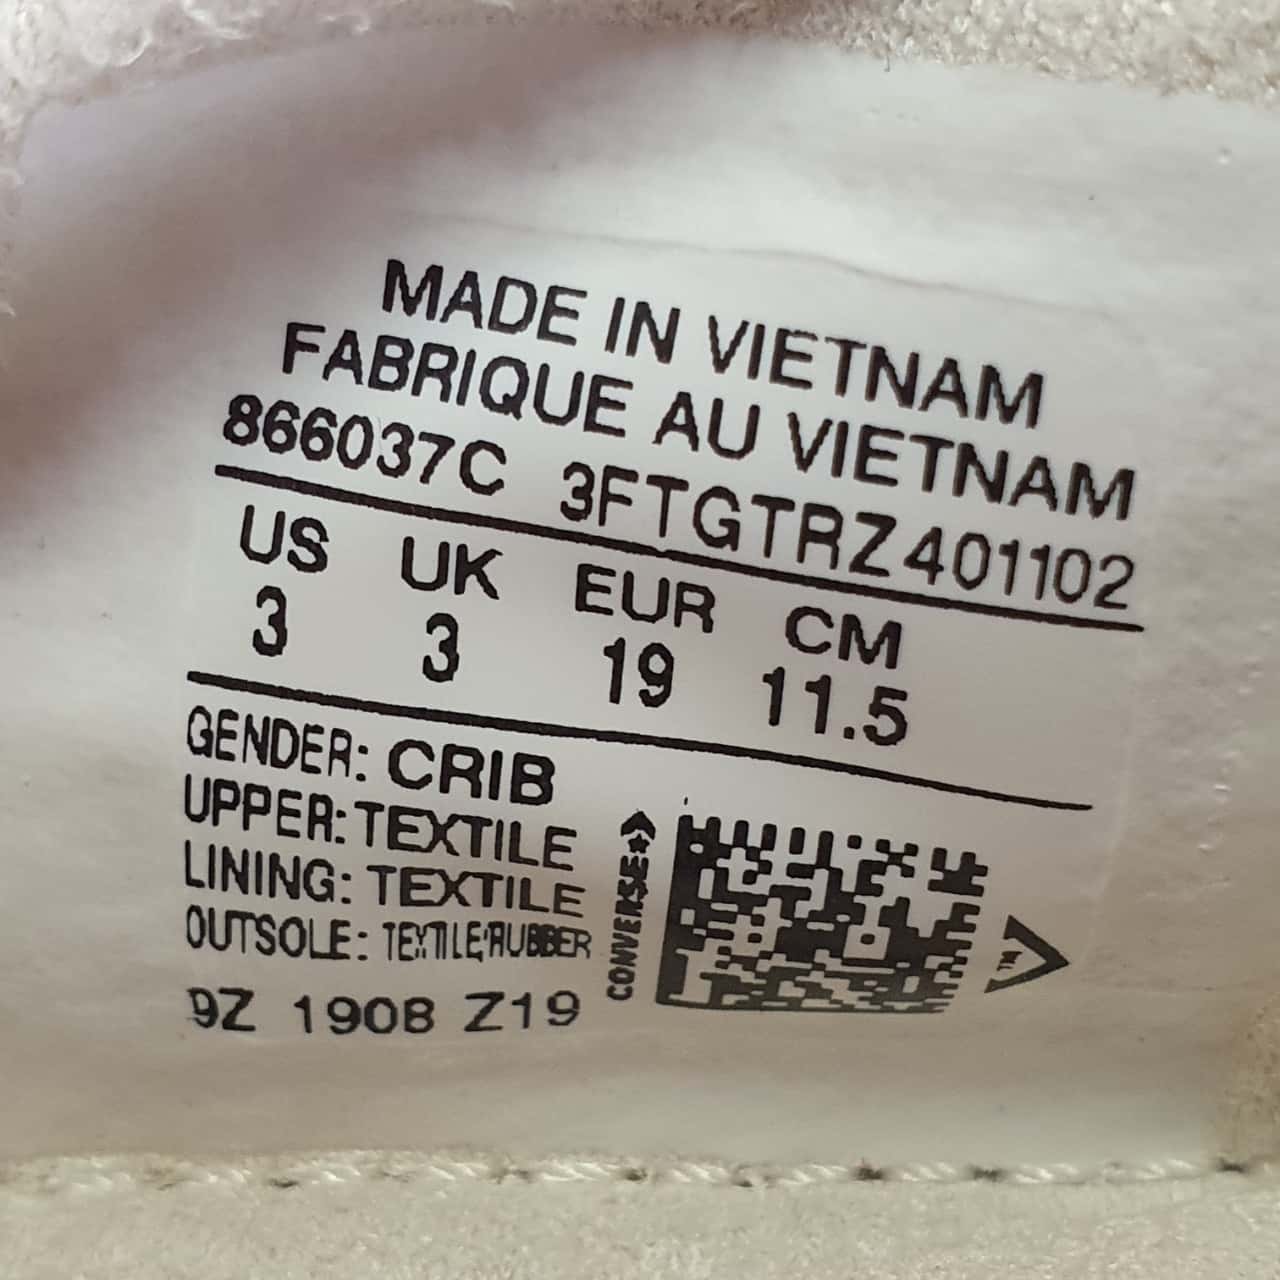 MADE IN VIETNAM
FABRIQUE AU VIETNAM
866037C 3FTGTRZ401102
US UK EUR CM
3 3 19 11.5
GENDER: CRIB
UPPER: TEXTILE
LINING: TEXTILE
OUTSOLE: TEXTILE/RUBBER
9Z 1908 Z19
CONVERSE
TM